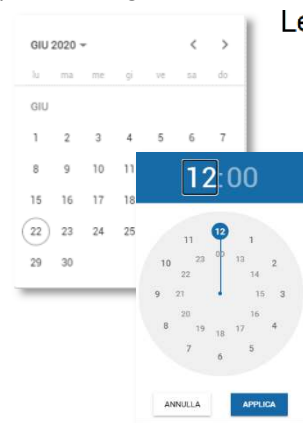 Le
GIU 2020
lu ma me gi ve sa do
GIU
1 2 3 4 5 6 7
8 9 10 11
15 16 17 18
22 23 24 25
29 30
12:00
12
11 1
23 00 13
10 2
22 14
9 21 15 3
20 16
8 4
19 18 17
7 5
6
ANNULLA APPLICA